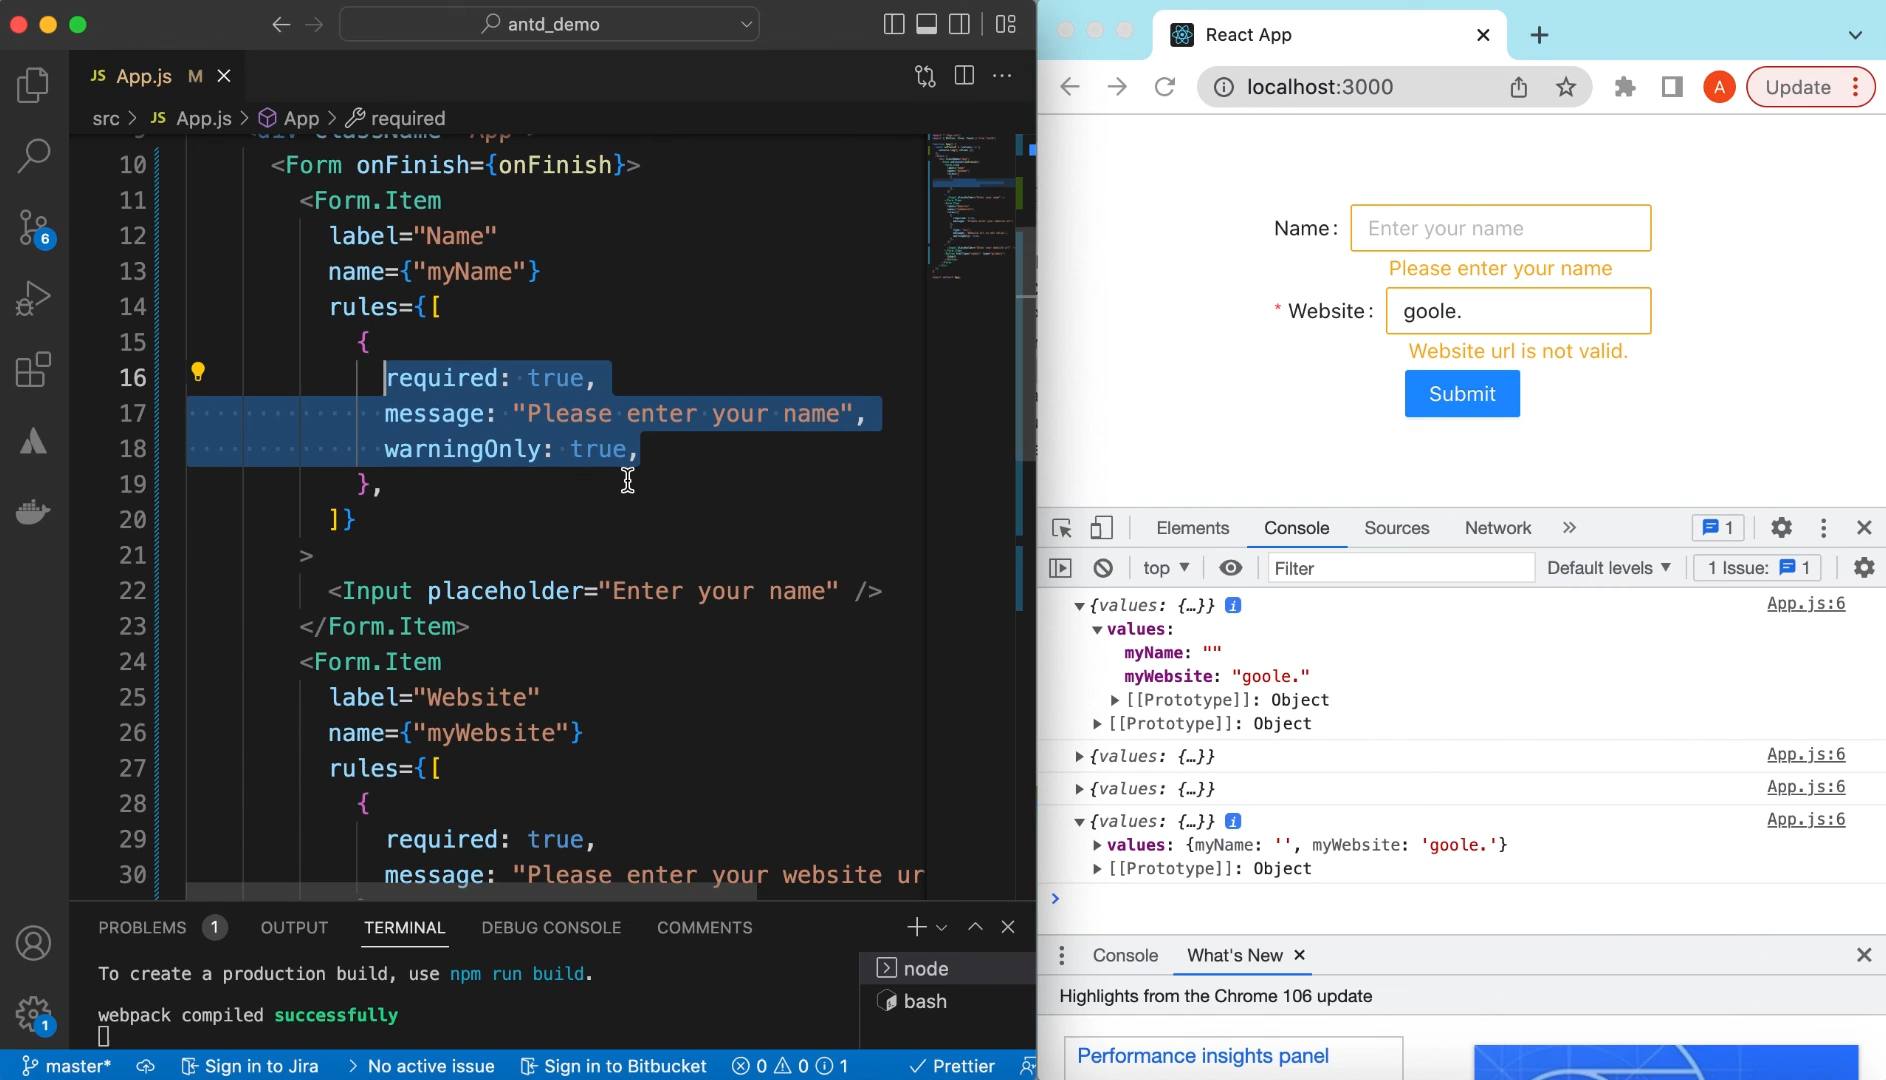 antd_demo
JS App.js M
src > JS App.js > App > required
<div className="App">
10 <Form onFinish={onFinish}>
11 <Form.Item
12 label="Name"
13 name={"myName"}
14 rules={[
15 {
16 required: true,
17 message: "Please enter your name",
18 warningOnly: true,
19 },
20 ]}
21 >
22 <Input placeholder="Enter your name" />
23 </Form.Item>
24 <Form.Item
25 label="Website"
26 name={"myWebsite"}
27 rules={[
28 {
29 required: true,
30 message: "Please enter your website ur
6
1
PROBLEMS 1 OUTPUT TERMINAL DEBUG CONSOLE COMMENTS
To create a production build, use npm run build.
webpack compiled successfully
node
bash
master* Sign in to Jira > No active issue Sign in to Bitbucket 0 0 1 Prettier
React App
localhost:3000
A
Update
Name: Enter your name
Please enter your name
* Website: goole.
Website url is not valid.
Submit
Elements Console Sources Network » 1
top Filter Default levels 1 Issue: 1
{values: {…}} i App.js:6
values:
myName: ""
myWebsite: "goole."
[[Prototype]]: Object
[[Prototype]]: Object
{values: {…}} App.js:6
{values: {…}} App.js:6
{values: {…}} i App.js:6
values: {myName: '', myWebsite: 'goole.'}
[[Prototype]]: Object
Console What's New
Highlights from the Chrome 106 update
Performance insights panel